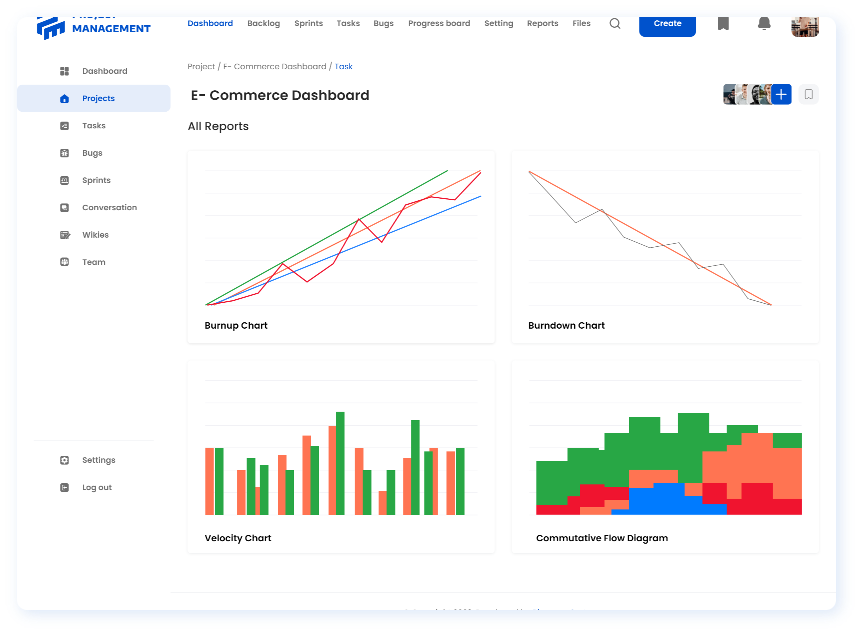 PROJECT
MANAGEMENT
Dashboard Backlog Sprints Tasks Bugs Progress board Setting Reports Files Create
Dashboard
Projects
Tasks
Bugs
Sprints
Conversation
Wikies
Team
Settings
Log out
Project / E- Commerce Dashboard / Task
E- Commerce Dashboard
All Reports
Burnup Chart
Burndown Chart
Velocity Chart
Commutative Flow Diagram